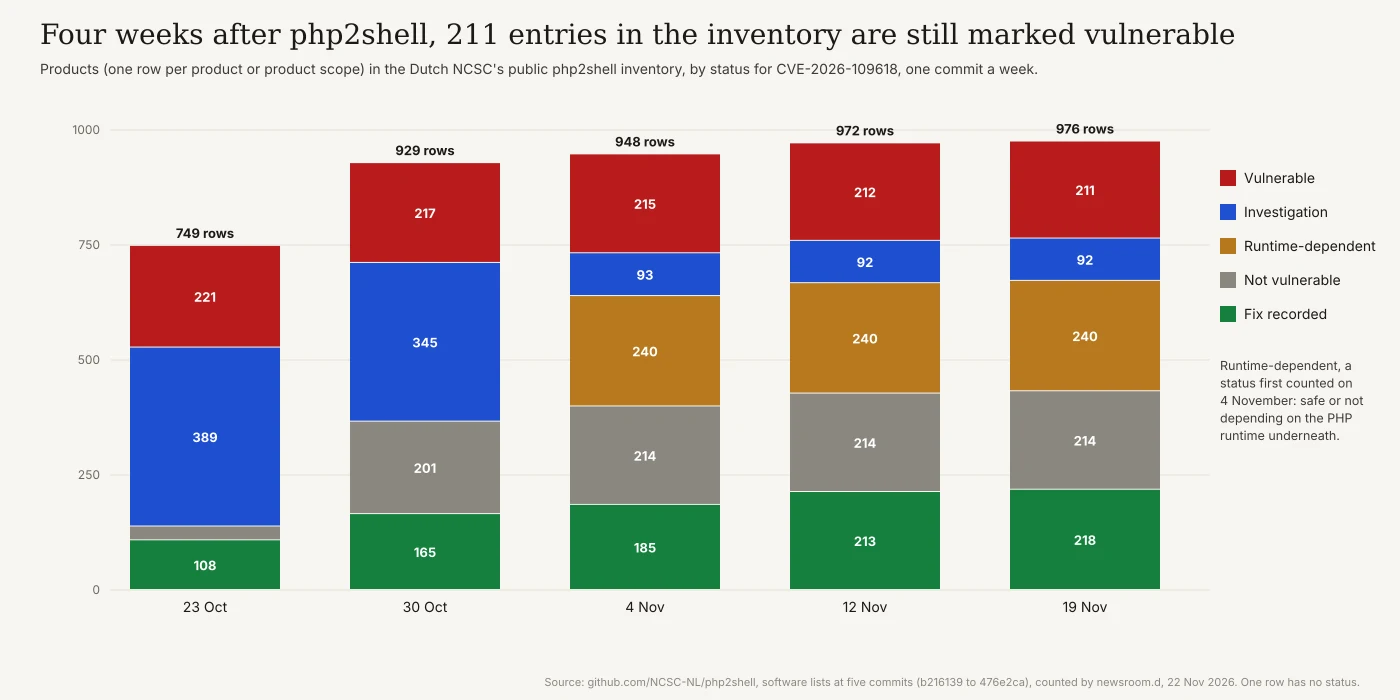 Four weeks after php2shell, 211 entries in the inventory are still marked vulnerable
Products (one row per product or product scope) in the Dutch NCSC's public php2shell inventory, by status for CVE-2026-109618, one commit a week.
1000
750
500
250
0
749 rows
221
389
108
23 Oct
929 rows
217
345
201
165
30 Oct
948 rows
215
93
240
214
185
4 Nov
972 rows
212
92
240
214
213
12 Nov
976 rows
211
92
240
214
218
19 Nov
Vulnerable
Investigation
Runtime-dependent
Not vulnerable
Fix recorded
Runtime-dependent, a
status first counted on
4 November: safe or not
depending on the PHP
runtime underneath.
Source: github.com/NCSC-NL/php2shell, software lists at five commits (b216139 to 476e2ca), counted by newsroom.d, 22 Nov 2026. One row has no status.